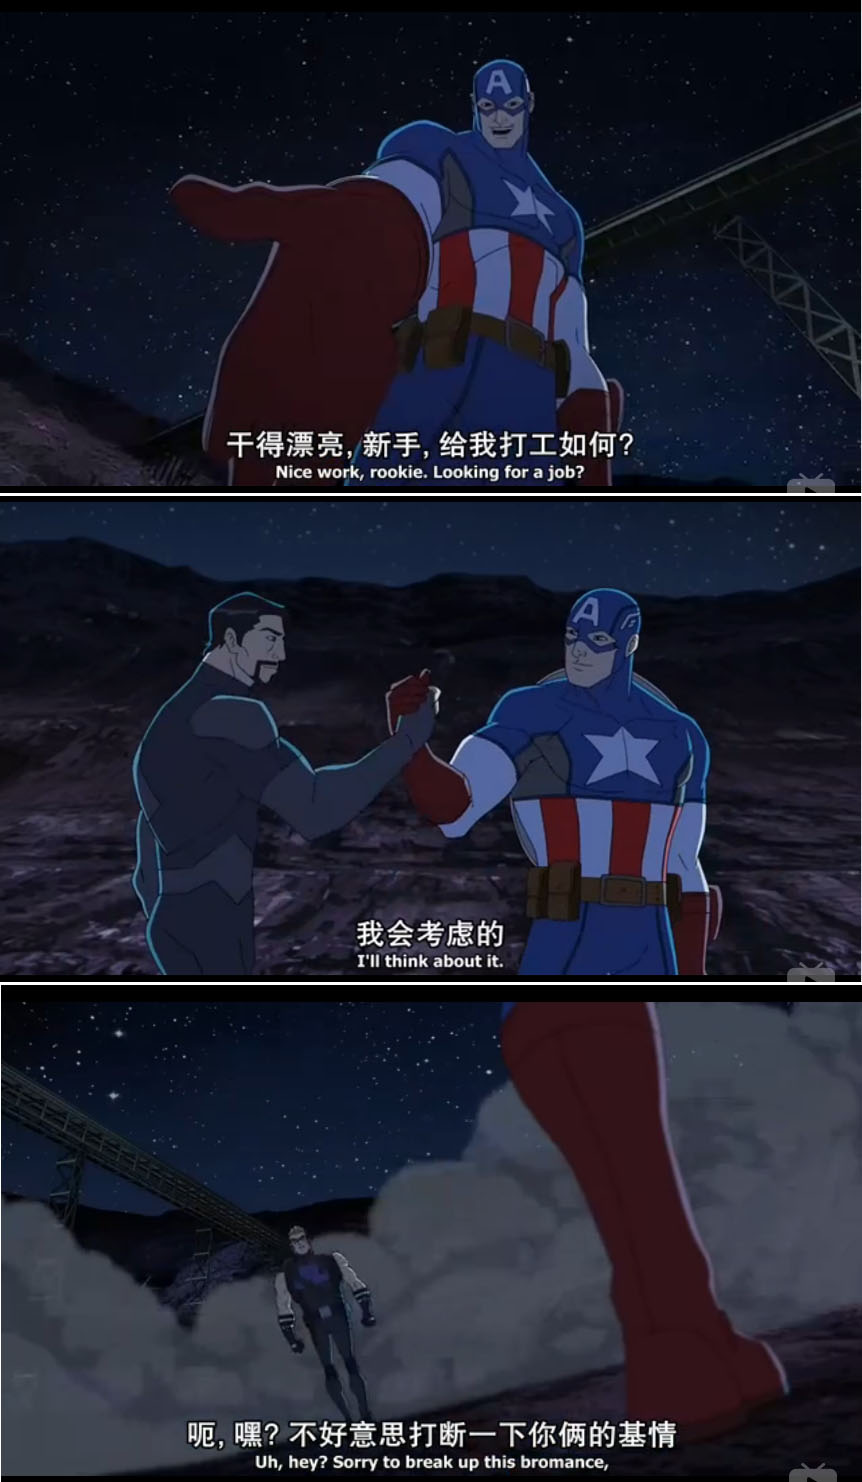 A
干得漂亮，新手，给我打工如何？
Nice work, rookie. Looking for a job?
A
我会考虑的
I'll think about it.
呃，嘿？不好意思打断一下你俩的基情
Uh, hey? Sorry to break up this bromance,